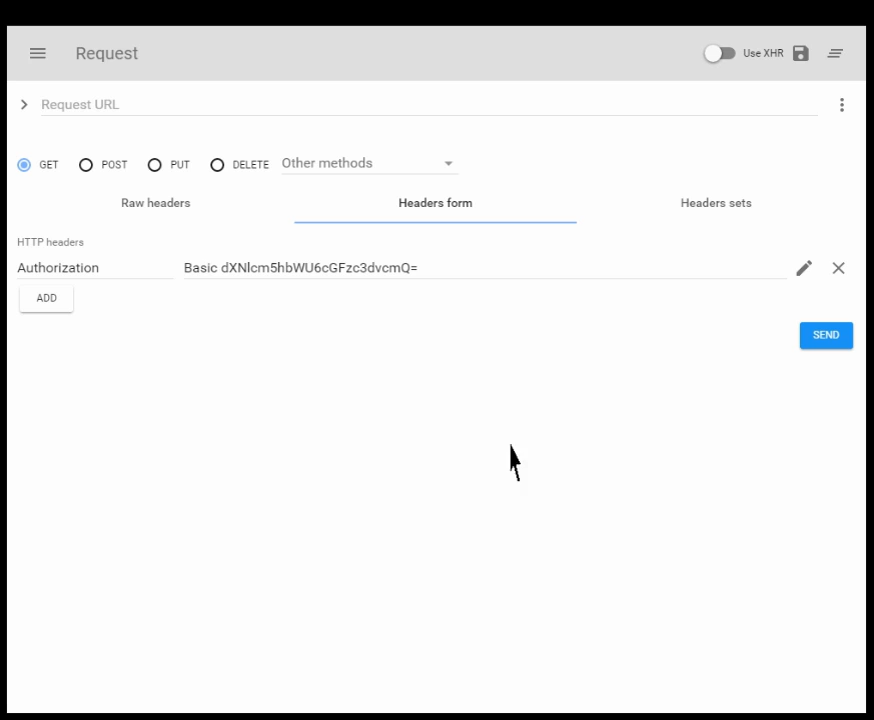 Request
Use XHR
Request URL
GET POST PUT DELETE Other methods
Raw headers Headers form Headers sets
HTTP headers
Authorization Basic dXNlcm5hbWU6cGFzc3dvcmQ=
ADD
SEND